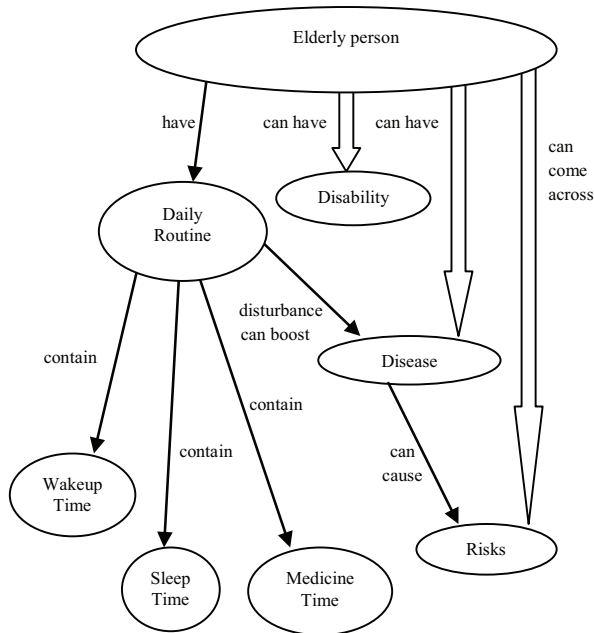 Elderly person
have
can have
can have
can
come
across
Disability
Daily
Routine
disturbance
can boost
contain
Disease
contain
contain
can
cause
Wakeup
Time
Risks
Sleep
Time
Medicine
Time